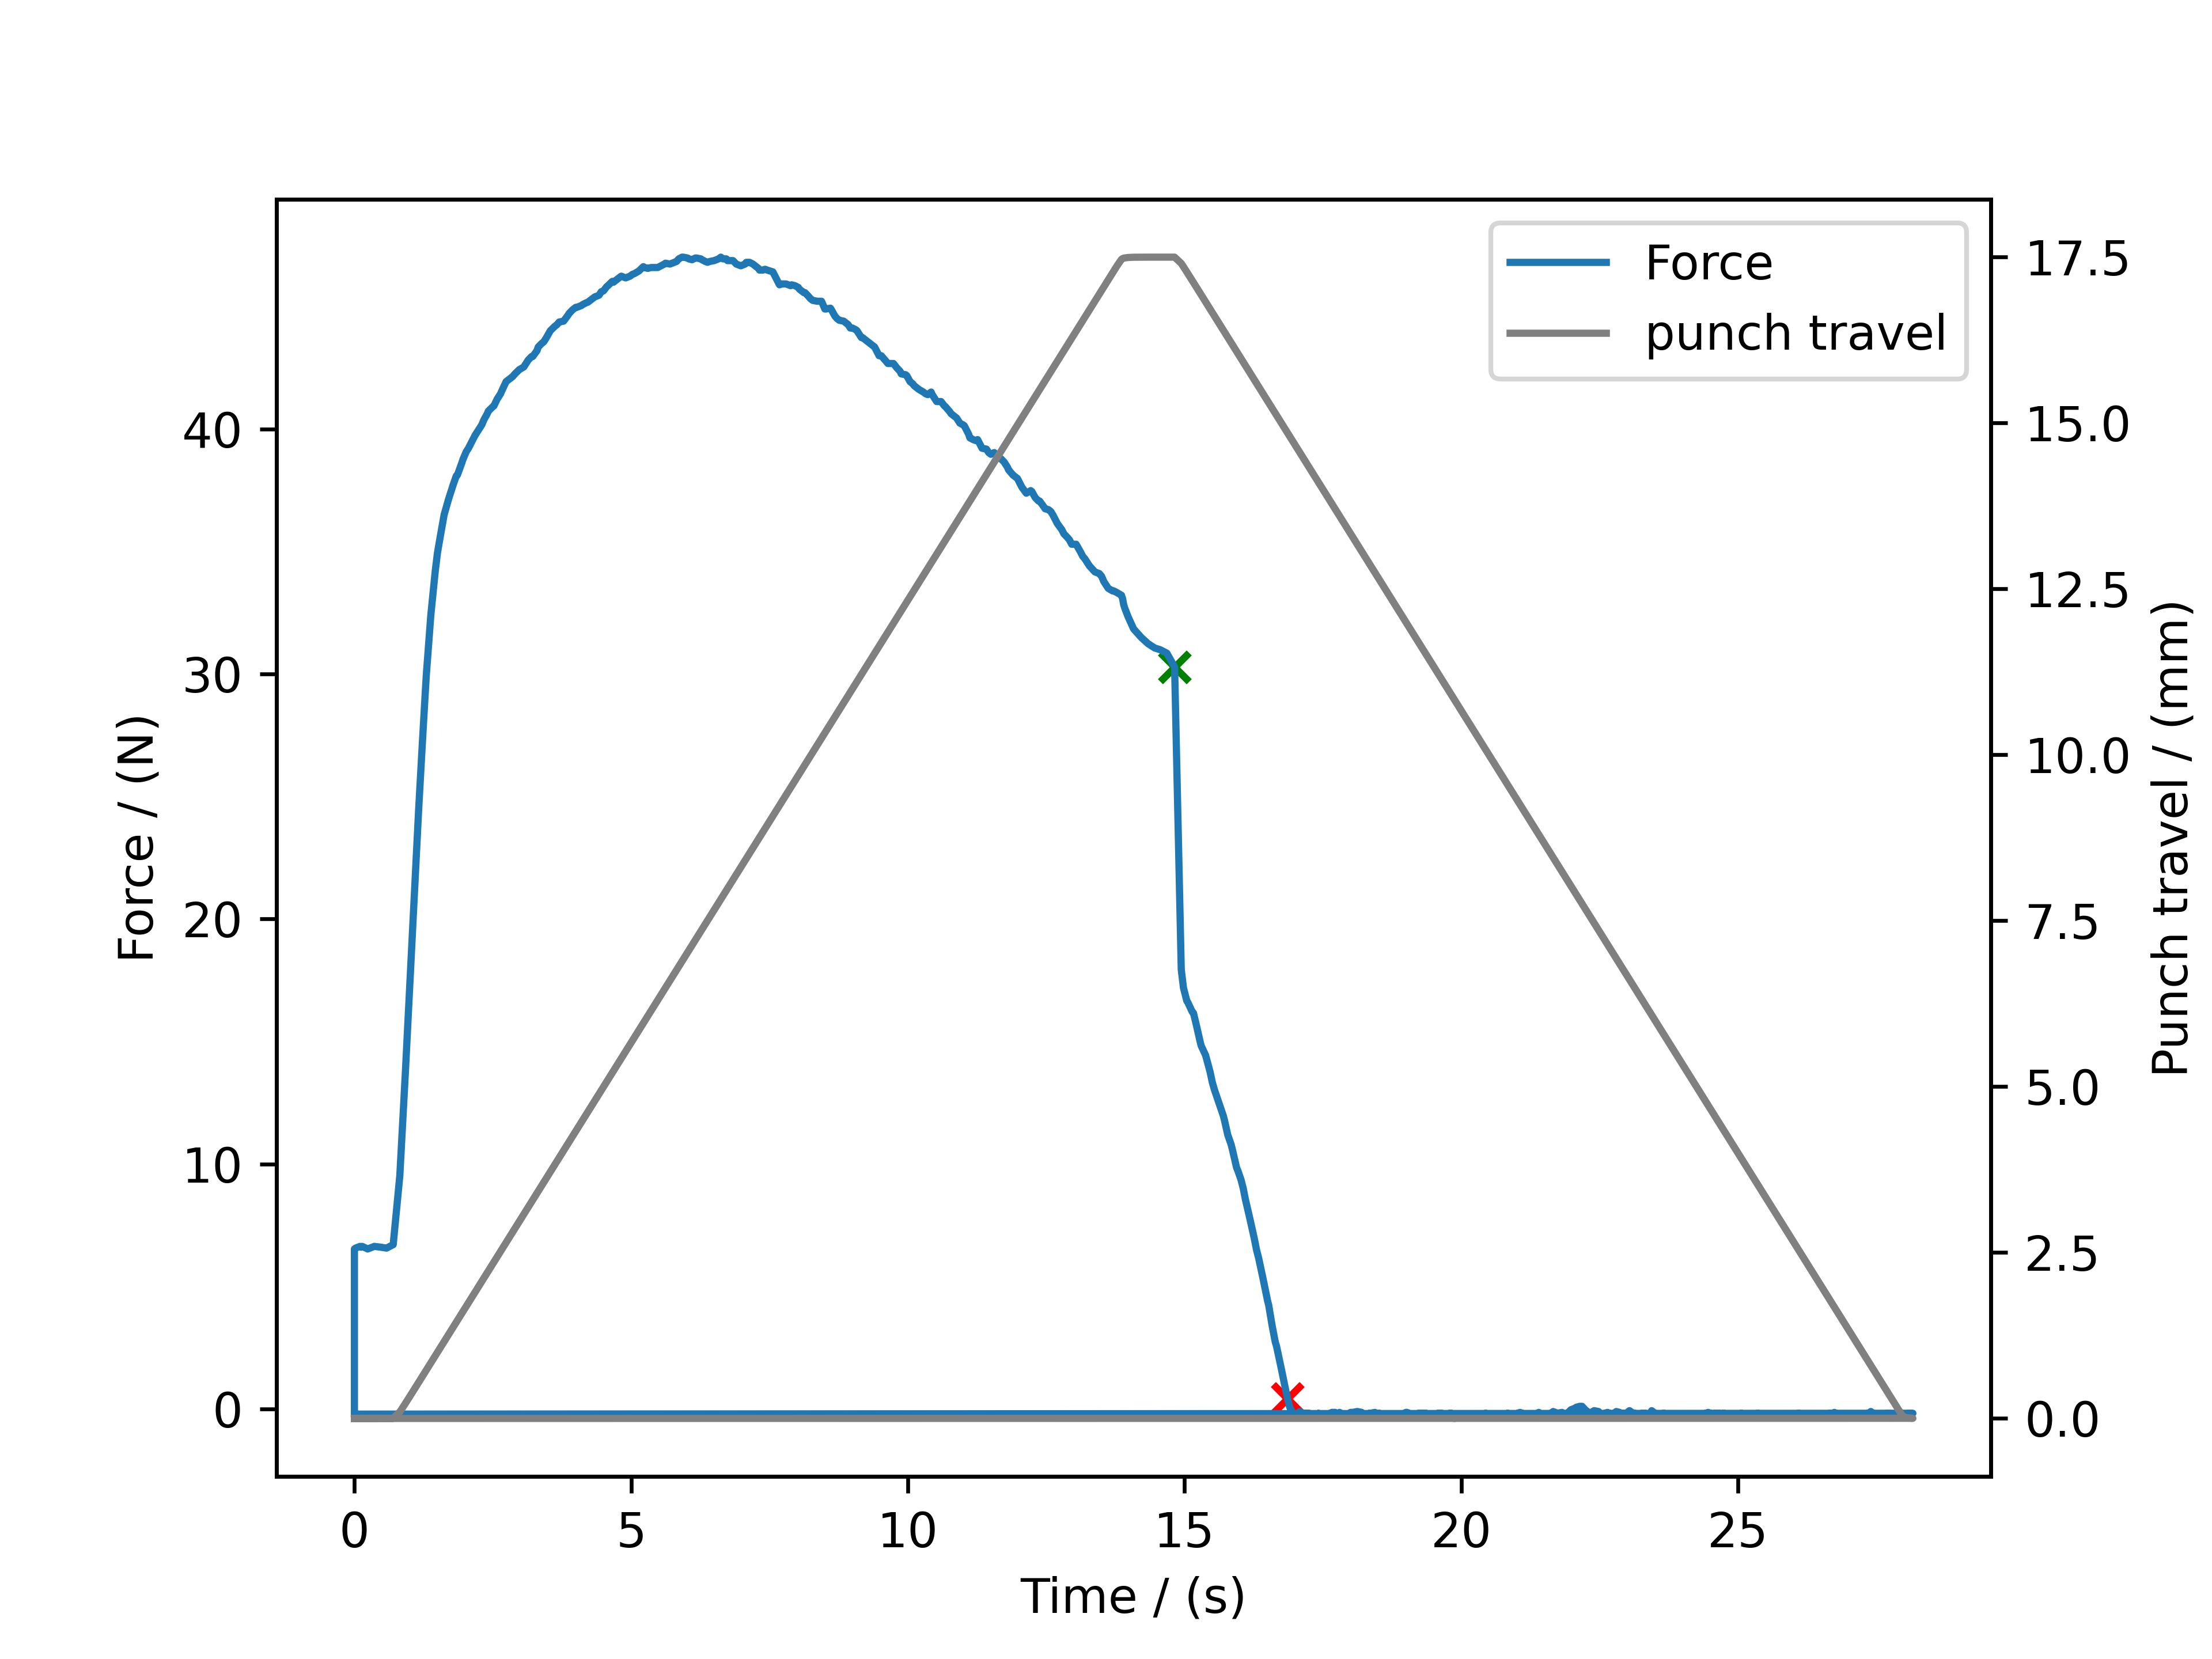 Force
punch travel
17.5
15.0
12.5
10.0
7.5
5.0
2.5
0.0
Punch travel / (mm)
40
30
20
10
0
Force / (N)
0 5 10 15 20 25
Time / (s)